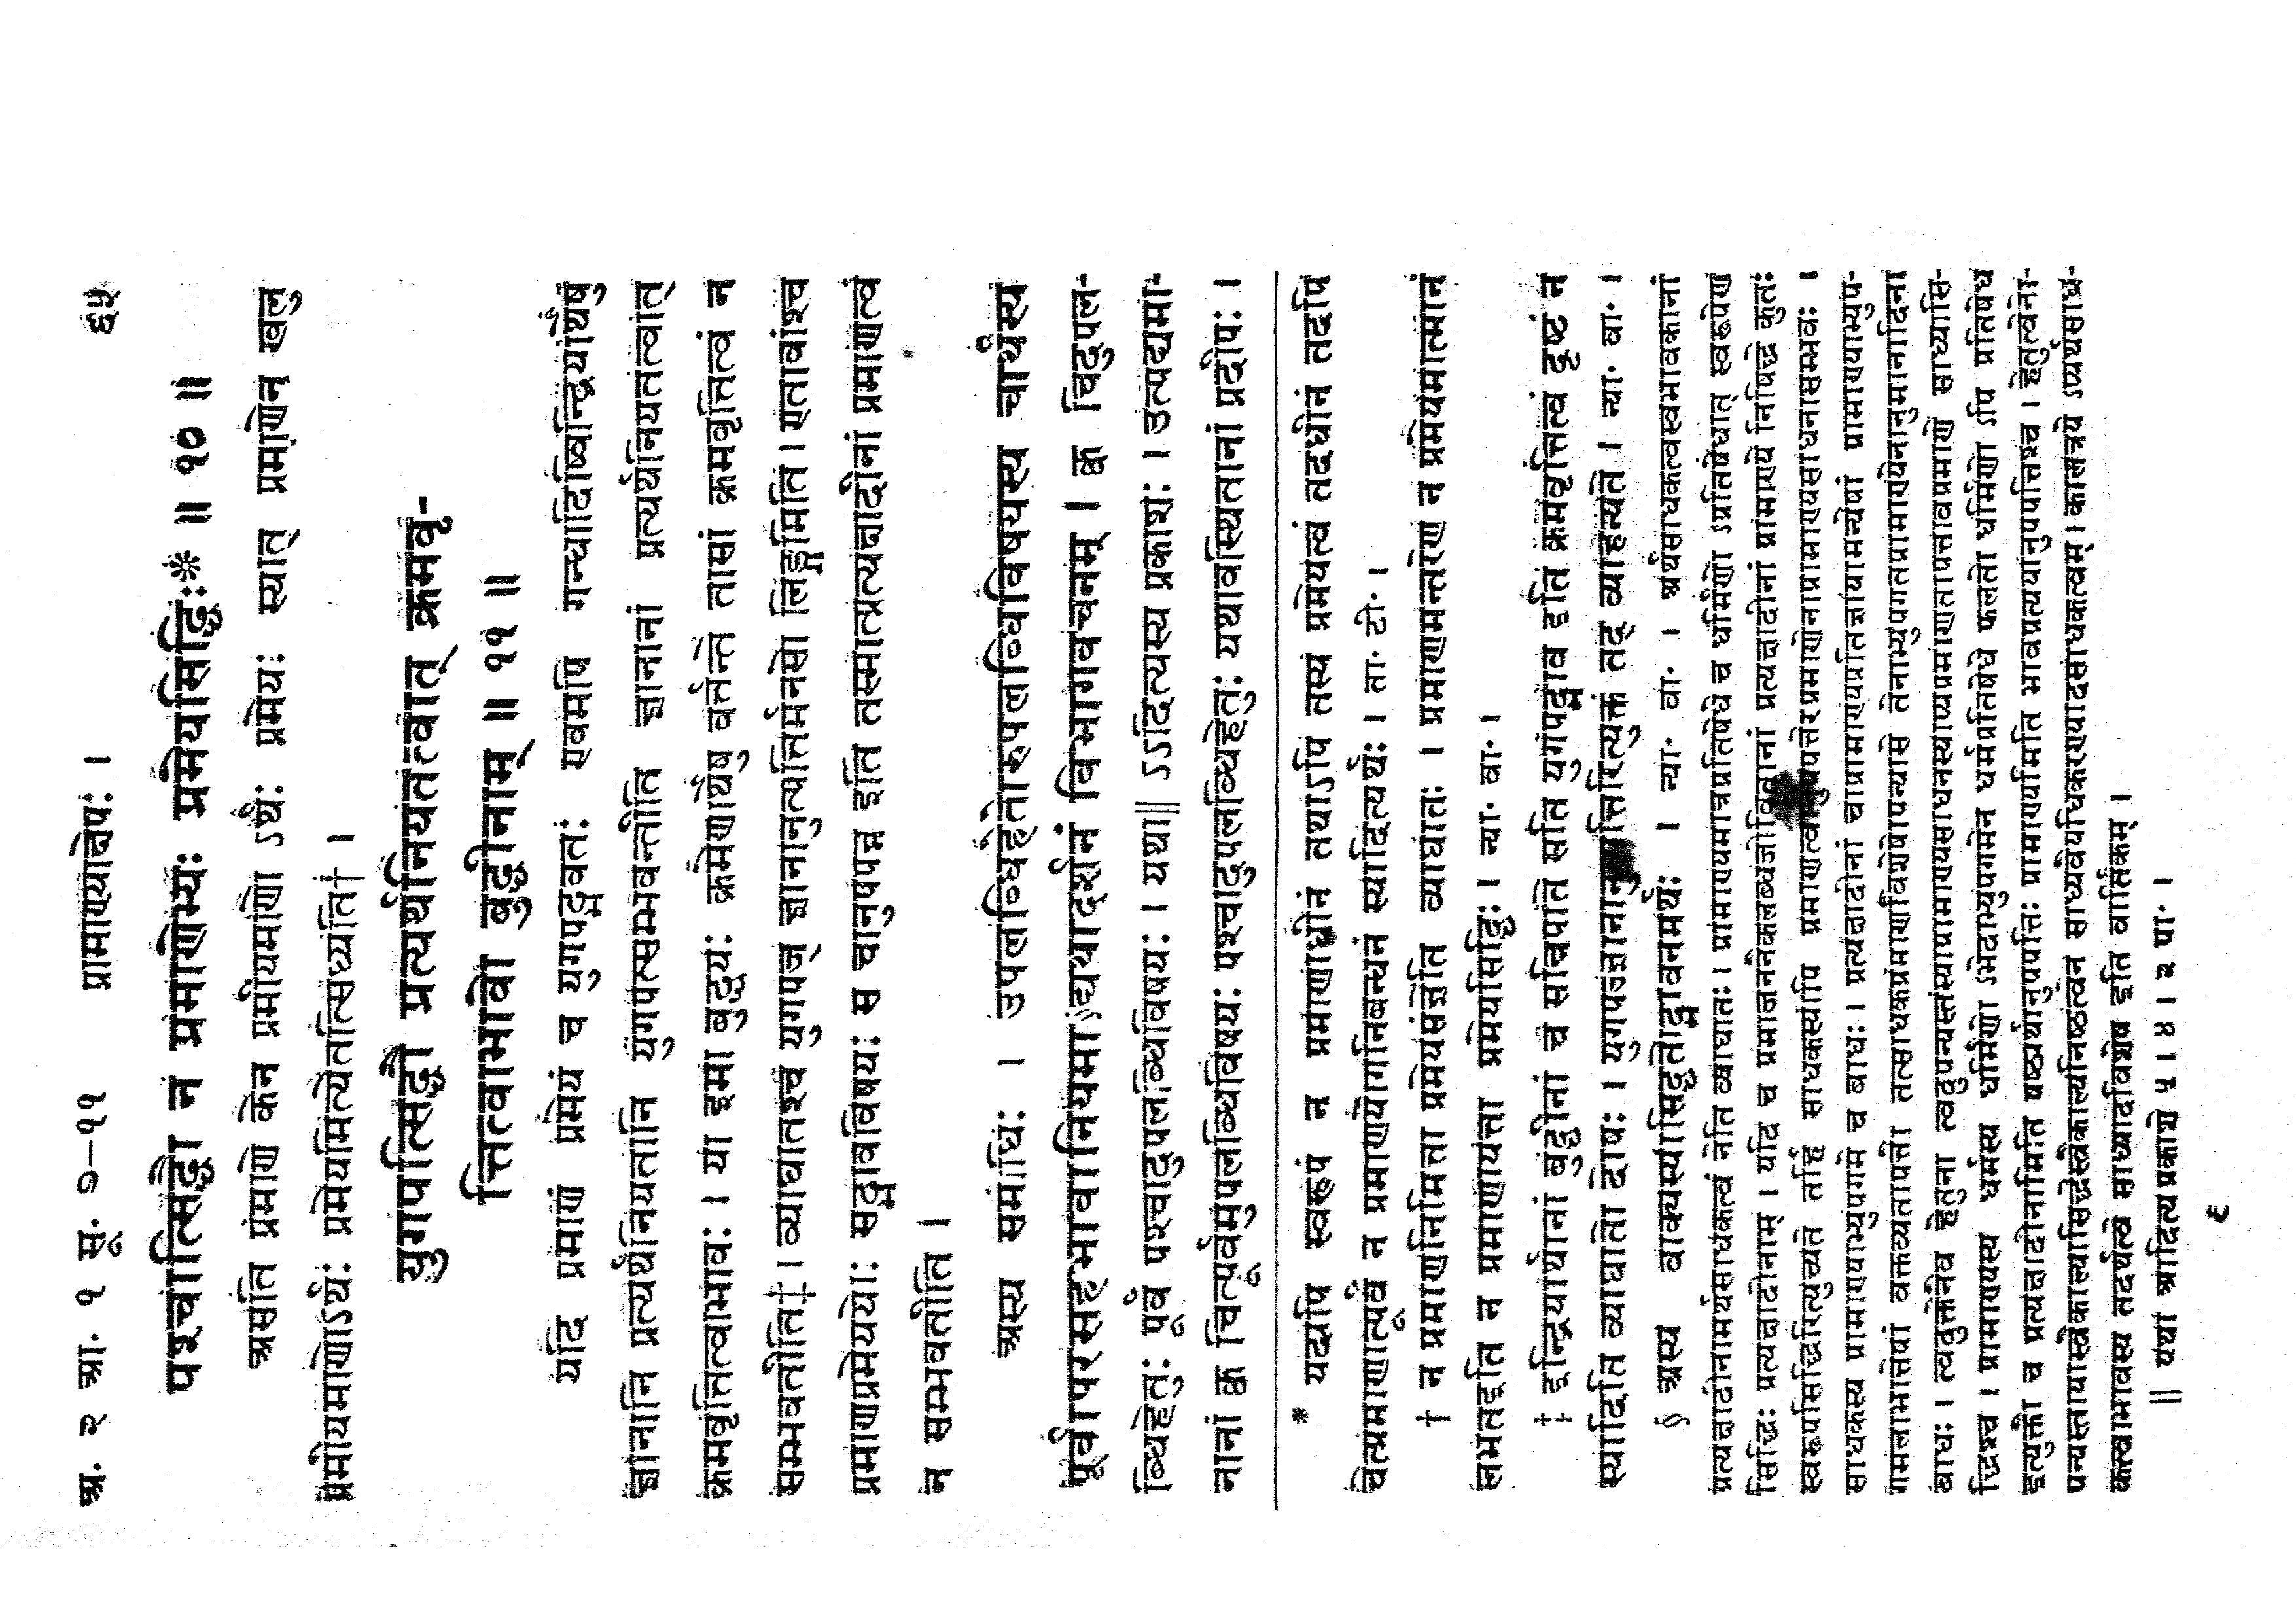 अ. २ आ. १ सू. ७–११ प्रामाण्याक्षेपः । ६५
पश्चात्सिद्धौ न प्रमाणेभ्यः प्रमेयसिद्धिः* ॥ १० ॥
असति प्रमाणे केन प्रमीयमाणो ऽर्थः प्रमेयः स्यात् प्रमाणेन खलु
प्रमीयमाणोऽर्थः प्रमेयमित्येतत्सिध्यति† ।
युगपत्सिद्धौ प्रत्यर्थनियतत्वात् क्रमवृ-
त्तित्वाभावो बुद्धीनाम् ॥ ११ ॥
यदि प्रमाणं प्रमेयं च युगपद्भवतः एवमपि गन्धादिष्विन्द्रियार्थेषु
ज्ञानानि प्रत्यर्थनियतानि युगपत्सम्भवन्तीति ज्ञानानां प्रत्यर्थनियतत्वात्
क्रमवृत्तित्वाभावः । या इमा बुद्धयः क्रमेणार्थेषु वर्त्तन्ते तासां क्रमवृत्तित्वं न
सम्भवतीति‡ । व्याघातश्च युगपज् ज्ञानानुत्पत्तिर्मनसो लिङ्गमिति । एतावांश्च
प्रमाणप्रमेययोः सद्भावविषयः स चानुपपन्न इति तस्मात्प्रत्यक्षादीनां प्रमाणत्वं
न सम्भवतीति ।
अस्य समाधिः । उपलब्धिहेतोरुपलब्धिविषयस्य चार्थस्य
पूर्वापरसहभावानियमा§द्यथादर्शनं विभागवचनम् । क्व चिदुपल-
ब्धिहेतुः पूर्वं पश्चादुपलब्धिविषयः । यथा॥ ऽऽदित्यस्य प्रकाशः । उत्पद्यमा-
नानां क्व चित्पूर्वमुपलब्धिविषयः पश्चादुपलब्धिहेतुः यथावस्थितानां प्रदीपः ।
* यद्यपि स्वरूपं न प्रमाणाधीनं तथाऽपि तस्य प्रमेयत्वं तदधीनं तदपि
चेत्प्रमाणात्पूर्वं न प्रमाणयोगनिबन्धनं स्यादित्यर्थः । ता. टी. ।
† न प्रमाणनिमित्ता प्रमेयसंज्ञेति व्याघातः । प्रमाणमन्तरेण न प्रमेयमात्मानं
लभतइति न प्रमाणायत्ता प्रमेयसिद्धिः । न्या. वा. ।
‡ इन्द्रियार्थानां बुद्धीनां च सन्निपाते सति युगपद्भाव इति क्रमवृत्तित्वं दृष्टं न
स्यादिति व्याघातो दोषः । युगपज्ज्ञानानुत्पत्तिरित्युक्तं तद् व्याहन्यते । न्या. वा. ।
§ अस्य वाक्यस्यासिद्धतोद्भावनमर्थः । न्या. वा. । अर्थसाधकत्वस्वभावकानां
प्रत्यक्षादीनामर्थसाधकत्वं नेति व्याघातः । प्रामाण्यमात्रप्रतिषेधे च धर्मिणो ऽप्रतिषेधात् स्वरूपेण
सिद्धिः प्रत्यक्षादीनाम् । यदि च प्रमाजननैकलब्धजीवितानां प्रत्यक्षादीनां प्रामाण्ये निषिद्धे कुतः
स्वरूपसिद्धिरित्युच्यते तर्हि साधकस्यापि प्रमाणत्वानुपपत्तेरप्रमाणेनाप्रामाण्यसाधनासम्भवः ।
साधकस्य प्रामाण्याभ्युपगमे च बाधः । प्रत्यक्षादीनां चाप्रामाण्यप्रतिज्ञायामन्येषां प्रामाण्याभ्युप-
गमलाभात्तेषां वक्तव्यतापत्तौ तत्साधकप्रमाणविशेषोपन्यासे तेनाभ्युपगतप्रामाण्येनानुमानादिना
बाधः । त्वदुक्तेनैव हेतुना त्वदुपन्यस्तस्याप्रामाण्यसाधनस्याप्यप्रमाणतापत्तावप्रमाणे साध्यासि-
द्धिश्च । प्रामाण्यस्य धर्मस्य धर्मिणो ऽभेदाभ्युपगमेन धर्मप्रतिषेधे फलतो धर्मिणो ऽपि प्रतिषेध
इत्युक्तौ च प्रत्यक्षादीनामिति षष्ठ्यर्थानुपपत्तिः प्रामाण्यमिति भावप्रत्ययानुपपत्तिश्च । हेतुत्वेनो-
पन्यस्तायास्त्रैकाल्यासिद्धेस्त्रैकाल्यनिष्ठत्वेन साध्यवैयधिकरण्यादसाधकत्वम् । कालत्रये ऽप्यर्थसाध-
कत्वाभावस्य तदर्थत्वे साध्यादविशेष इति वार्तिकम् ।
॥ यथा आदित्यप्रकाशे ५ । ४ । ३ पा. ।
९